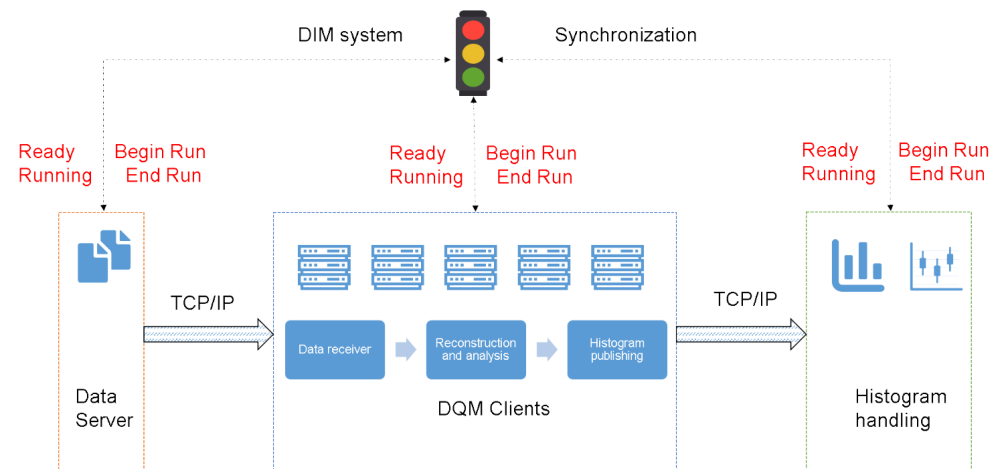 DIM system
Synchronization
Ready
Running
Begin Run
End Run
Ready
Running
Begin Run
End Run
Ready
Running
Begin Run
End Run
TCP/IP
TCP/IP
Data receiver
Reconstruction
and analysis
Histogram
publishing
Data
Server
DQM Clients
Histogram
handling